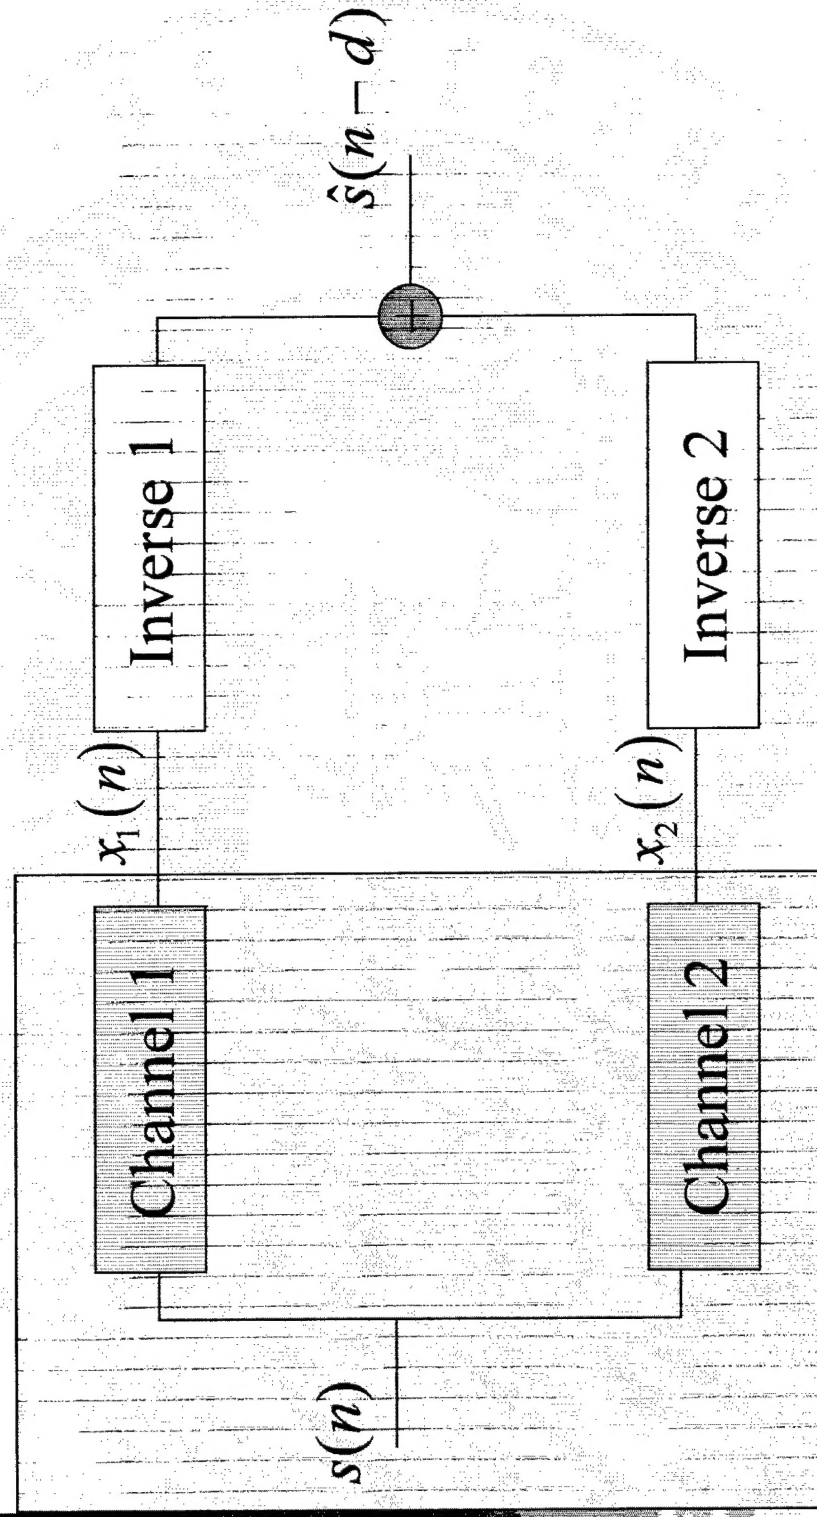 s(n)
Channel 1
x₁(n)
Inverse 1
Channel 2
x₂(n)
Inverse 2
+
ŝ(n − d)